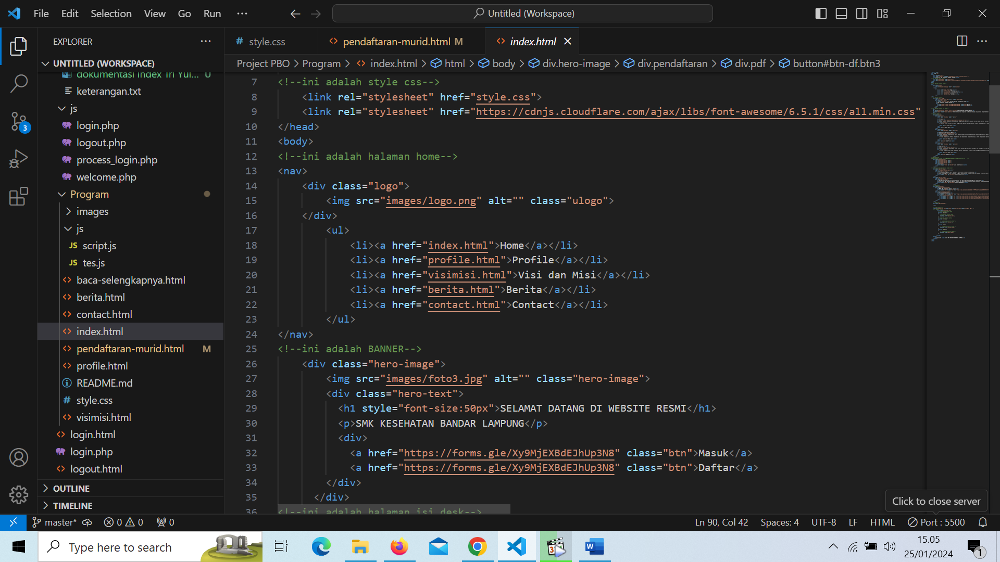 File Edit Selection View Go Run ···
Untitled (Workspace)
EXPLORER
style.css
pendaftaran-murid.html M
index.html
Project PBO > Program > index.html > html > body > div.hero-image > div.pendaftaran > div.pdf > button#btn-df.btn3
UNTITLED (WORKSPACE)
dokumentasi index Tri Yul... U
keterangan.txt
js
login.php
logout.php
process_login.php
welcome.php
Program
images
js
JS script.js
JS tes.js
baca-selengkapnya.html
berita.html
contact.html
index.html
pendaftaran-murid.html M
profile.html
README.md
# style.css
visimisi.html
login.html
login.php
logout.html
OUTLINE
TIMELINE
3
7 <!--ini adalah style css-->
8 <link rel="stylesheet" href="style.css">
9 <link rel="stylesheet" href="https://cdnjs.cloudflare.com/ajax/libs/font-awesome/6.5.1/css/all.min.css"
10 </head>
11 <body>
12 <!--ini adalah halaman home-->
13 <nav>
14 <div class="logo">
15 <img src="images/logo.png" alt="" class="ulogo">
16 </div>
17 <ul>
18 <li><a href="index.html">Home</a></li>
19 <li><a href="profile.html">Profile</a></li>
20 <li><a href="visimisi.html">Visi dan Misi</a></li>
21 <li><a href="berita.html">Berita</a></li>
22 <li><a href="contact.html">Contact</a></li>
23 </ul>
24 </nav>
25 <!--ini adalah BANNER-->
26 <div class="hero-image">
27 <img src="images/foto3.jpg" alt="" class="hero-image">
28 <div class="hero-text">
29 <h1 style="font-size:50px">SELAMAT DATANG DI WEBSITE RESMI</h1>
30 <p>SMK KESEHATAN BANDAR LAMPUNG</p>
31 <div>
32 <a href="https://forms.gle/Xy9MjEXBdEJhUp3N8" class="btn">Masuk</a>
33 <a href="https://forms.gle/Xy9MjEXBdEJhUp3N8" class="btn">Daftar</a>
34 </div>
35 </div>
36 <!--ini adalah halaman isi desk-->
Click to close server
master* 0 0 0
Ln 90, Col 42 Spaces: 4 UTF-8 LF HTML Port : 5500
Type here to search
15.05
25/01/2024
1